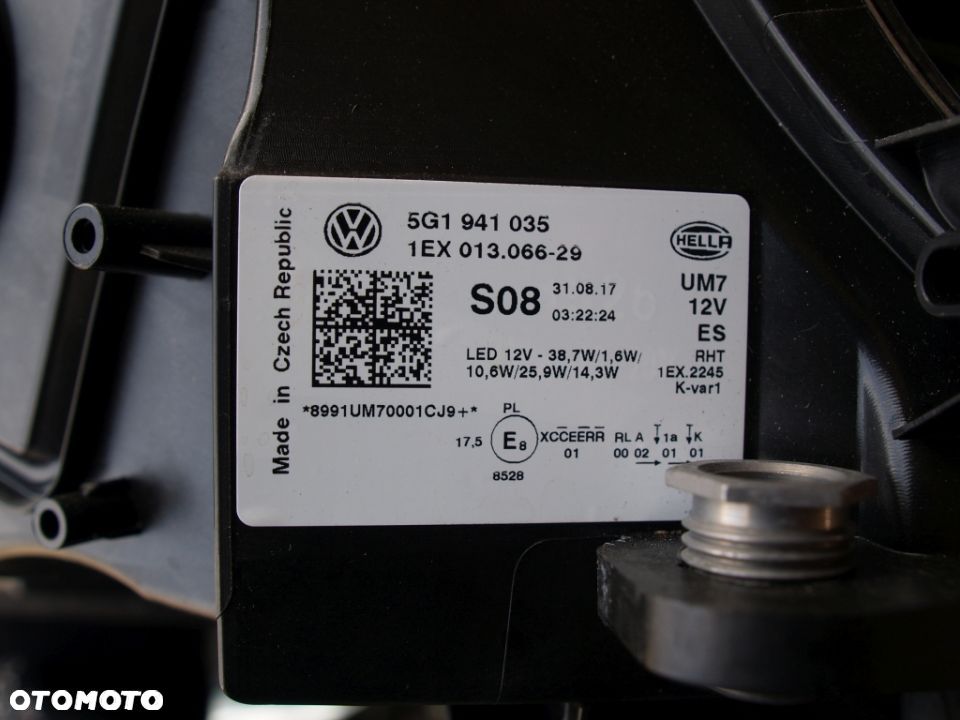 Made in Czech Republic
VW
5G1 941 035
1EX 013.066-29
HELLA
S08
31.08.17
03:22:24
UM7
12V
ES
RHT
1EX.2245
K-var1
LED 12V - 38,7W/1,6W/
10,6W/25,9W/14,3W
*8991UM70001CJ9+*
PL
17,5 E8 XCCEERR RL A 1a K
01 00 02 01 01
8528
OTOMOTO